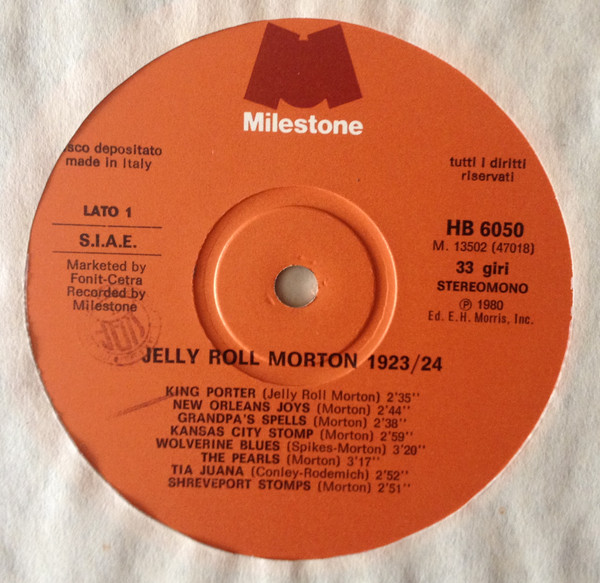 Milestone
sco depositato
made in Italy
tutti i diritti
riservati
LATO 1
S.I.A.E.
Marketed by
Fonit-Cetra
Recorded by
Milestone
HB 6050
M. 13502 (47018)
33 giri
STEREOMONO
Ⓟ 1980
Ed. E.H. Morris, Inc.
JELLY ROLL MORTON 1923/24
KING PORTER (Jelly Roll Morton) 2'35''
NEW ORLEANS JOYS (Morton) 2'44''
GRANDPA'S SPELLS (Morton) 2'38''
KANSAS CITY STOMP (Morton) 2'59''
WOLVERINE BLUES (Spikes-Morton) 3'20''
THE PEARLS (Morton) 3'17''
TIA JUANA (Conley-Rodemich) 2'52''
SHREVEPORT STOMPS (Morton) 2'51''